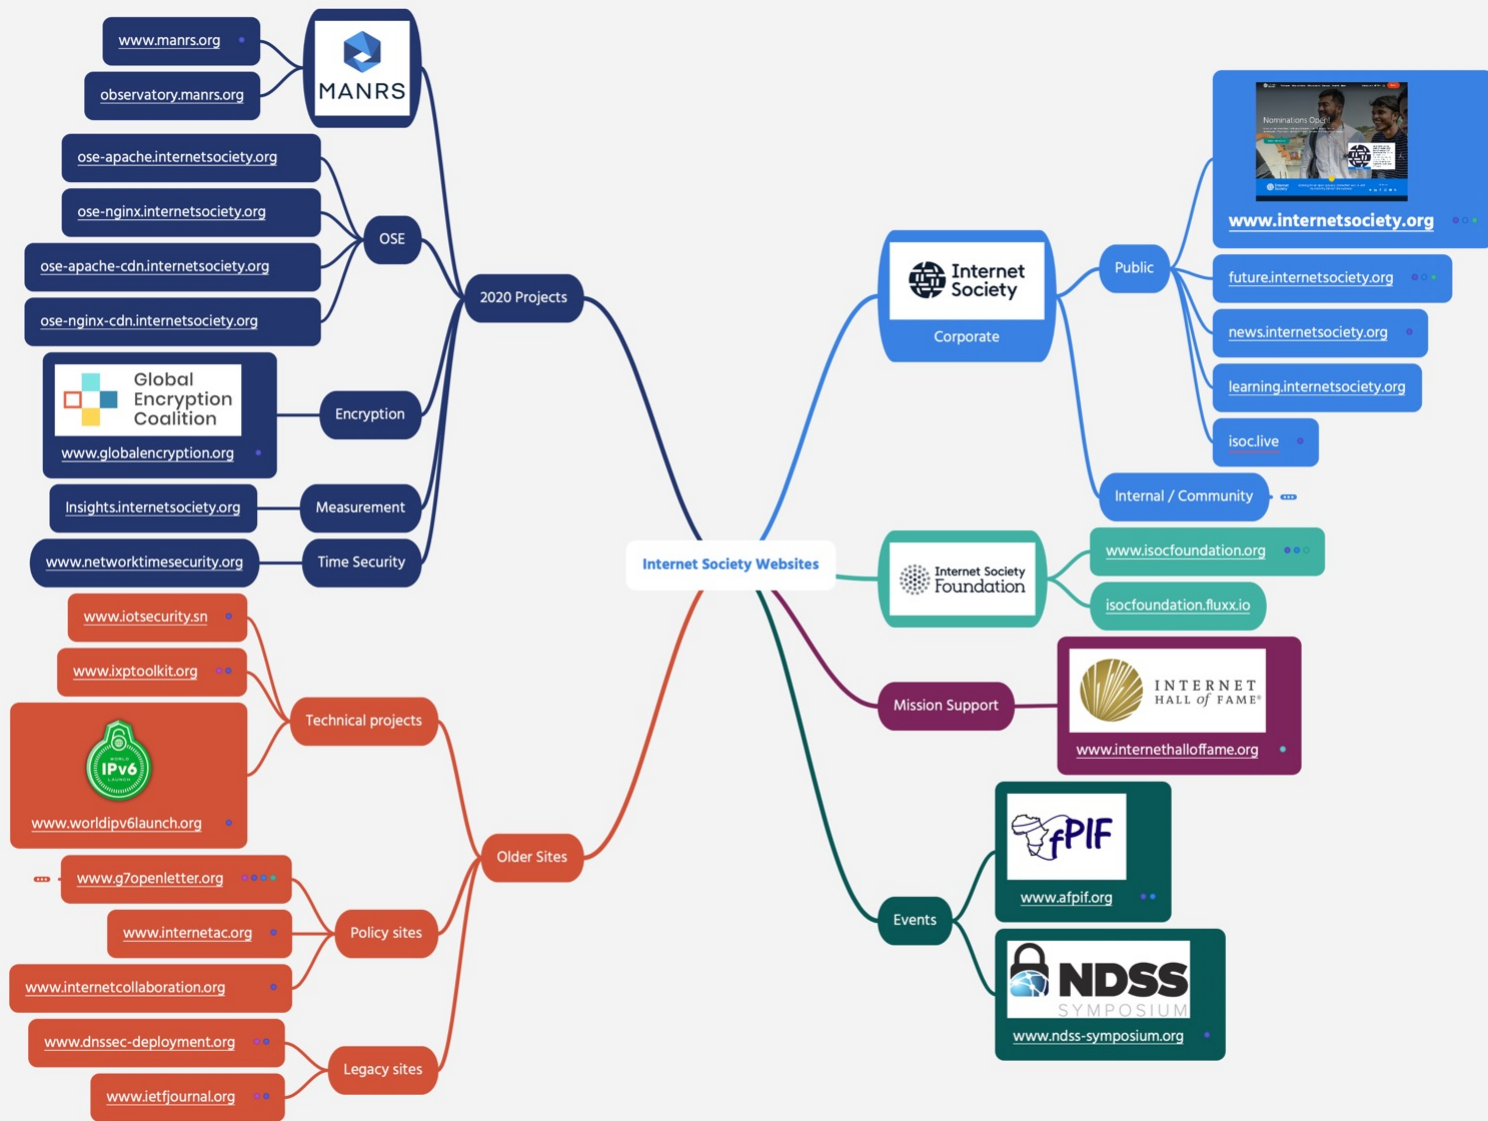 www.manrs.org
observatory.manrs.org
MANRS
ose-apache.internetsociety.org
ose-nginx.internetsociety.org
ose-apache-cdn.internetsociety.org
ose-nginx-cdn.internetsociety.org
OSE
2020 Projects
Global
Encryption
Coalition
www.globalencryption.org
Encryption
Insights.internetsociety.org
Measurement
www.networktimesecurity.org
Time Security
Internet Society Websites
www.iotsecurity.sn
www.ixptoolkit.org
WORLD
IPv6
LAUNCH
www.worldipv6launch.org
Technical projects
Older Sites
www.g7openletter.org
www.internetac.org
www.internetcollaboration.org
Policy sites
www.dnssec-deployment.org
www.ietfjournal.org
Legacy sites
Internet
Society
Corporate
Public
Nominations Open!
www.internetsociety.org
future.internetsociety.org
news.internetsociety.org
learning.internetsociety.org
isoc.live
Internal / Community
Internet Society
Foundation
www.isocfoundation.org
isocfoundation.fluxx.io
Mission Support
INTERNET
HALL of FAME®
www.internethalloffame.org
Events
fPIF
www.afpif.org
NDSS
SYMPOSIUM
www.ndss-symposium.org